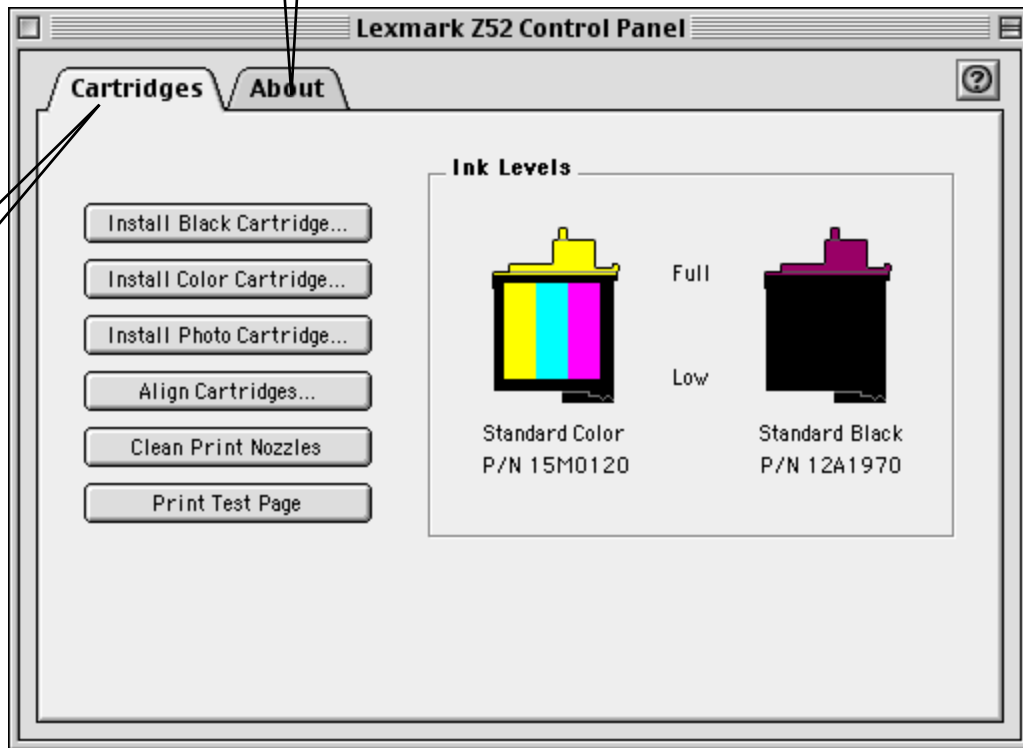 Lexmark Z52 Control Panel
Cartridges
About
?
Install Black Cartridge...
Install Color Cartridge...
Install Photo Cartridge...
Align Cartridges...
Clean Print Nozzles
Print Test Page
Ink Levels
Full
Low
Standard Color
P/N 15M0120
Standard Black
P/N 12A1970